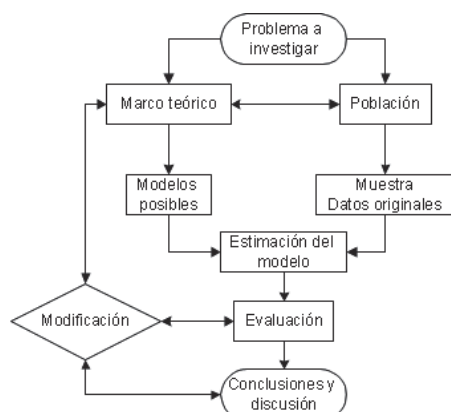 Problema a
investigar
Marco teórico
Población
Modelos
posibles
Muestra
Datos originales
Estimación del
modelo
Modificación
Evaluación
Conclusiones y
discusión